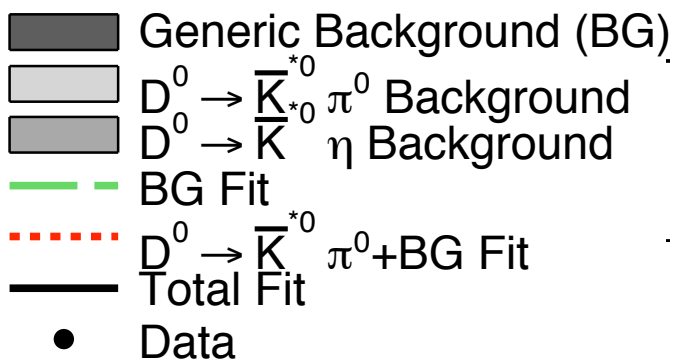 Generic Background (BG)
D⁰ → K̅*⁰ π⁰ Background
D⁰ → K̅*⁰ η Background
BG Fit
D⁰ → K̅*⁰ π⁰+BG Fit
Total Fit
Data